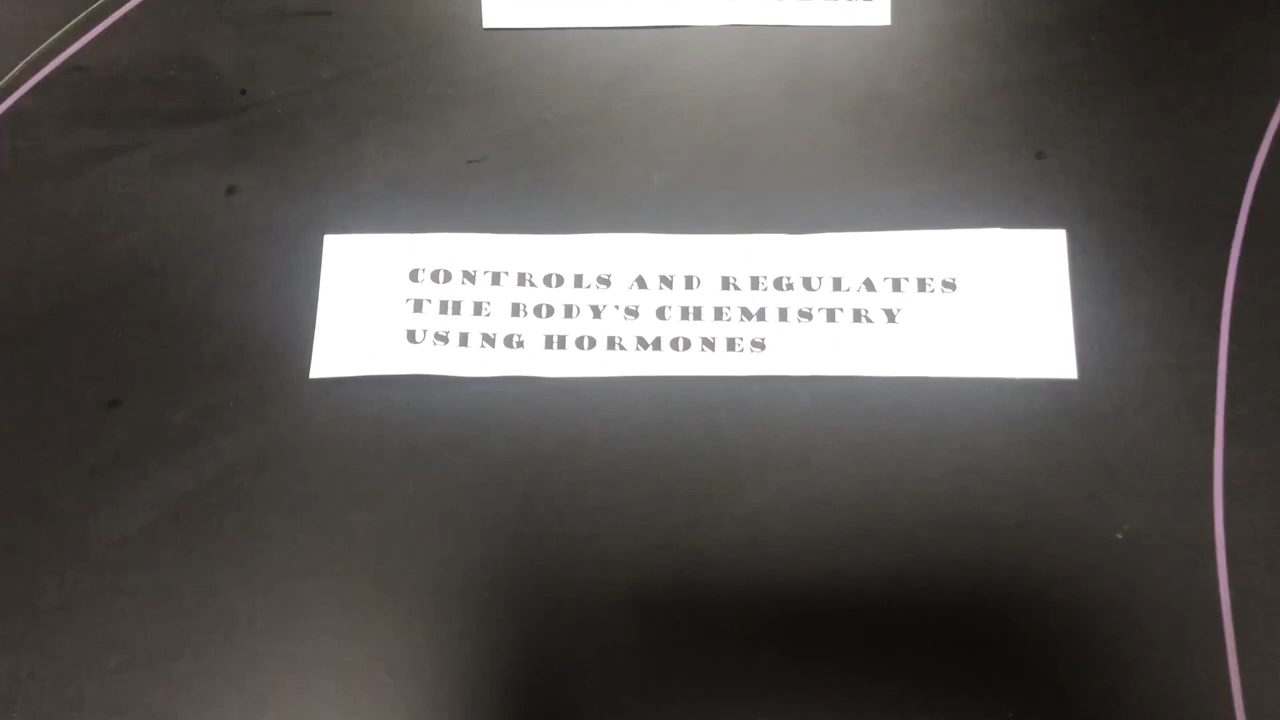 CONTROLS AND REGULATES
THE BODY'S CHEMISTRY
USING HORMONES